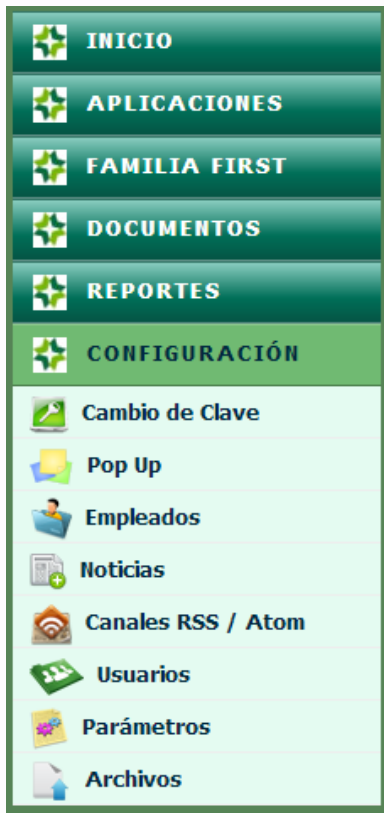 INICIO
APLICACIONES
FAMILIA FIRST
DOCUMENTOS
REPORTES
CONFIGURACIÓN
Cambio de Clave
Pop Up
Empleados
Noticias
Canales RSS / Atom
Usuarios
Parámetros
Archivos